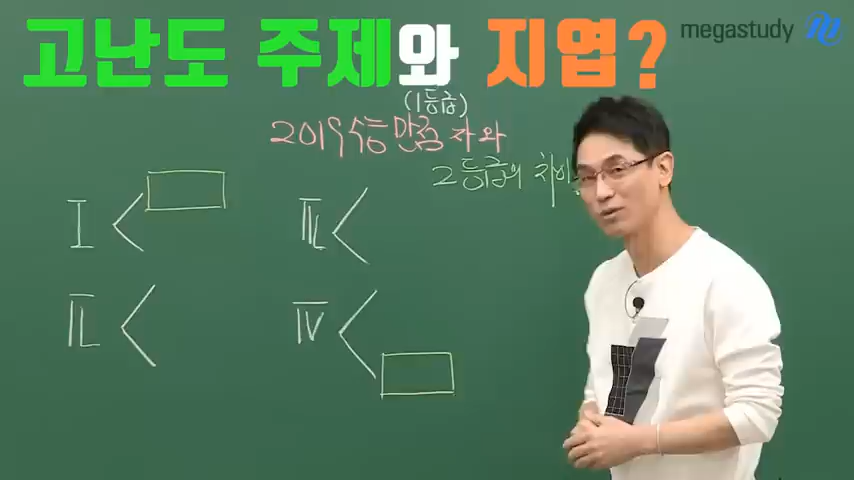 고난도 주제와 지엽?
megastudy
(1등급)
2019수능 만점자와
2등급의 차이
I
III
II
IV